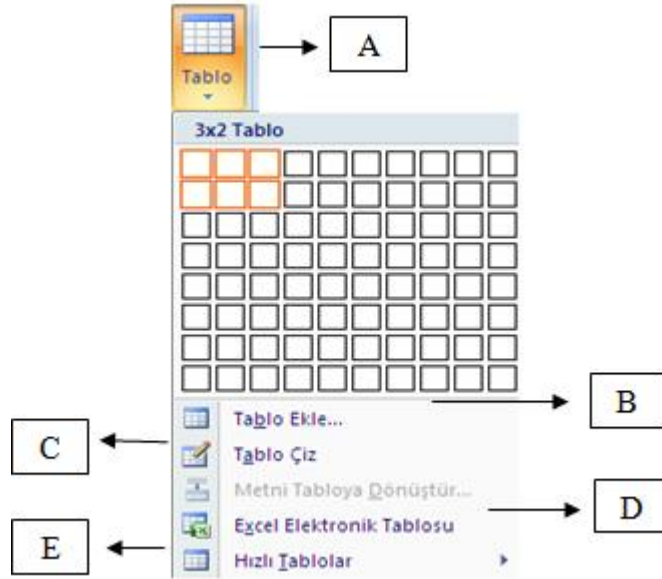 A
Tablo
3x2 Tablo
B
Tablo Ekle...
C
Tablo Çiz
Metni Tabloya Dönüştür...
D
Excel Elektronik Tablosu
E
Hızlı Tablolar